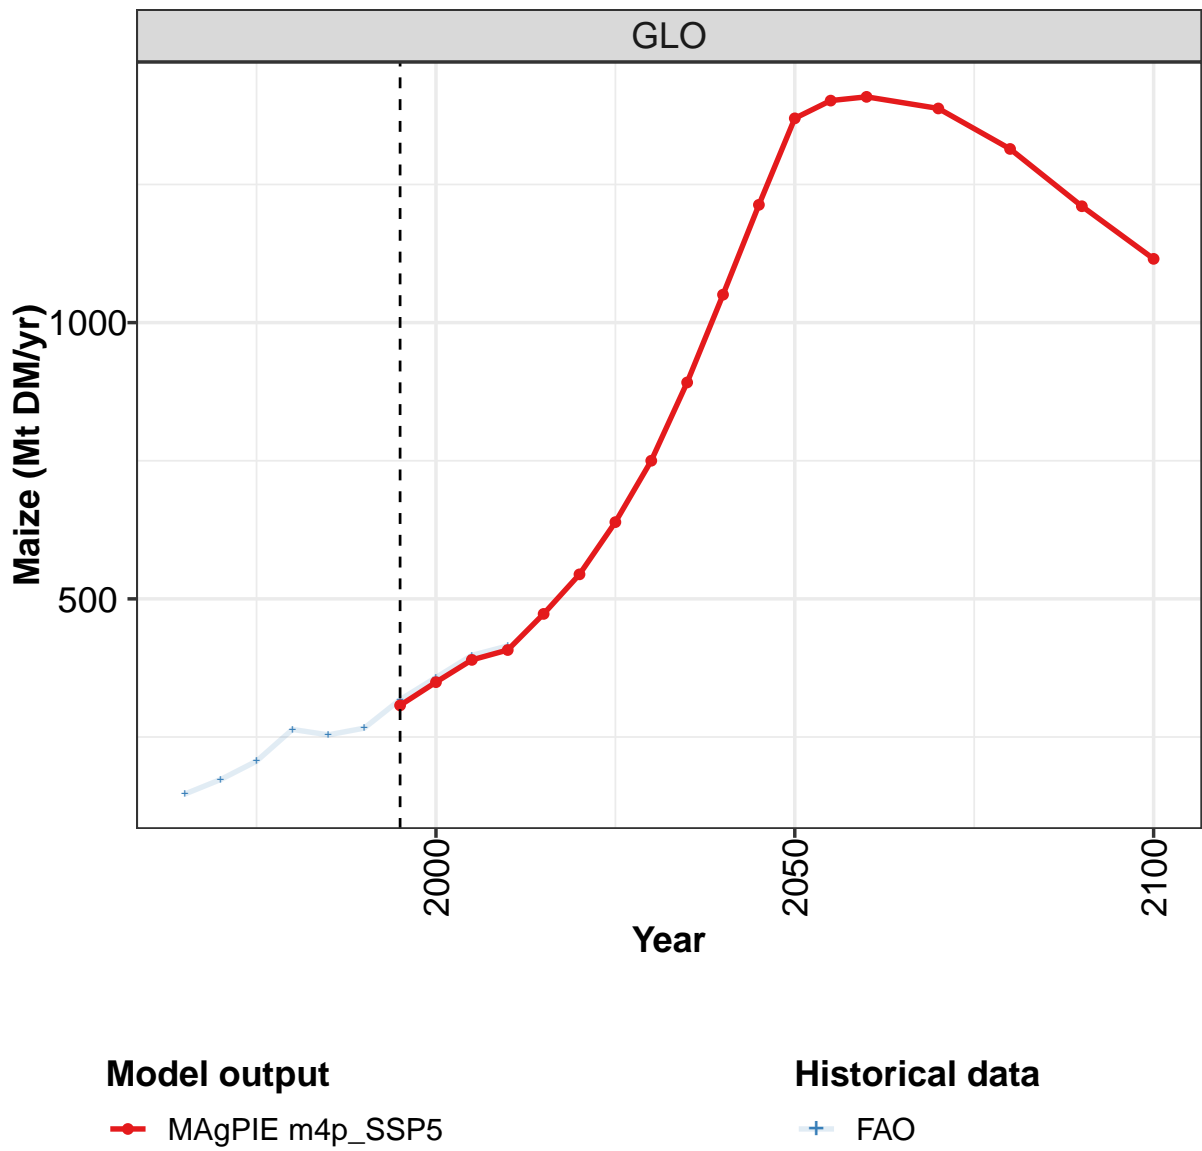 GLO
Maize (Mt DM/yr)
1000
500
2000
2050
2100
Year
Model output
MAgPIE m4p_SSP5
Historical data
FAO